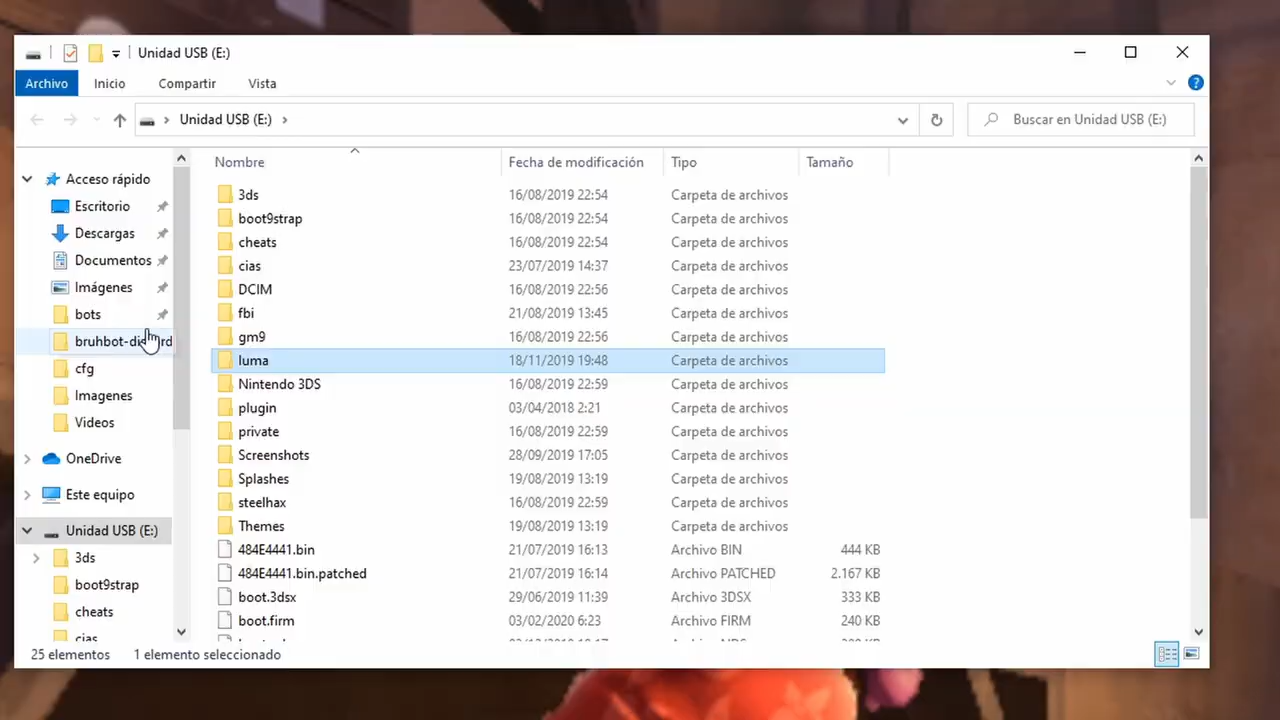 Unidad USB (E:)
Archivo Inicio Compartir Vista
Unidad USB (E:) Buscar en Unidad USB (E:)
Nombre Fecha de modificación Tipo Tamaño
Acceso rápido
Escritorio
Descargas
Documentos
Imágenes
bots
cfg
Imagenes
Videos
OneDrive
Este equipo
Unidad USB (E:)
3ds
boot9strap
cheats
cias
3ds 16/08/2019 22:54 Carpeta de archivos
boot9strap 16/08/2019 22:54 Carpeta de archivos
cheats 16/08/2019 22:54 Carpeta de archivos
cias 23/07/2019 14:37 Carpeta de archivos
DCIM 16/08/2019 22:56 Carpeta de archivos
fbi 21/08/2019 13:45 Carpeta de archivos
gm9 16/08/2019 22:56 Carpeta de archivos
luma 18/11/2019 19:48 Carpeta de archivos
Nintendo 3DS 16/08/2019 22:59 Carpeta de archivos
plugin 03/04/2018 2:21 Carpeta de archivos
private 16/08/2019 22:59 Carpeta de archivos
Screenshots 28/09/2019 17:05 Carpeta de archivos
Splashes 19/08/2019 13:19 Carpeta de archivos
steelhax 16/08/2019 22:59 Carpeta de archivos
Themes 19/08/2019 13:19 Carpeta de archivos
484E4441.bin 21/07/2019 16:13 Archivo BIN 444 KB
484E4441.bin.patched 21/07/2019 16:14 Archivo PATCHED 2.167 KB
boot.3dsx 29/06/2019 11:39 Archivo 3DSX 333 KB
boot.firm 03/02/2020 6:23 Archivo FIRM 240 KB
25 elementos 1 elemento seleccionado